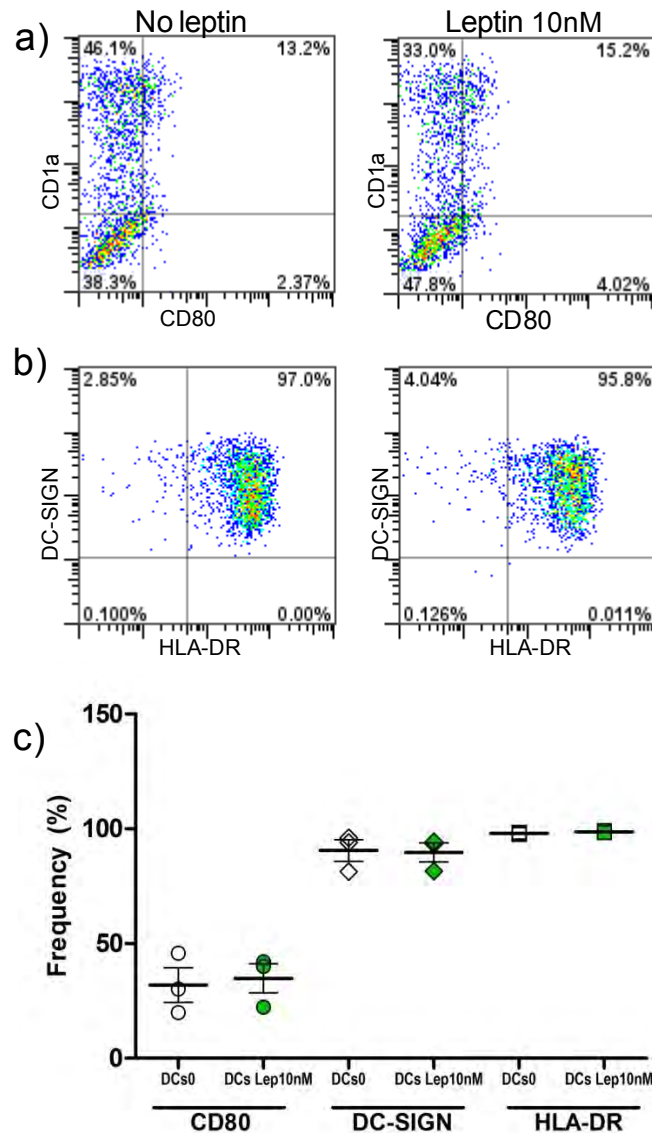 No leptin
Leptin 10nM
a)
46.1%
13.2%
33.0%
15.2%
CD1a
CD1a
38.3%
2.37%
47.8%
4.02%
CD80
CD80
b)
2.85%
97.0%
4.04%
95.8%
DC-SIGN
DC-SIGN
0.100%
0.00%
0.126%
0.011%
HLA-DR
HLA-DR
c)
Frequency (%)
150
100
50
0
DCs0
DCs Lep10nM
DCs0
DCs Lep10nM
DCs0
DCs Lep10nM
CD80
DC-SIGN
HLA-DR